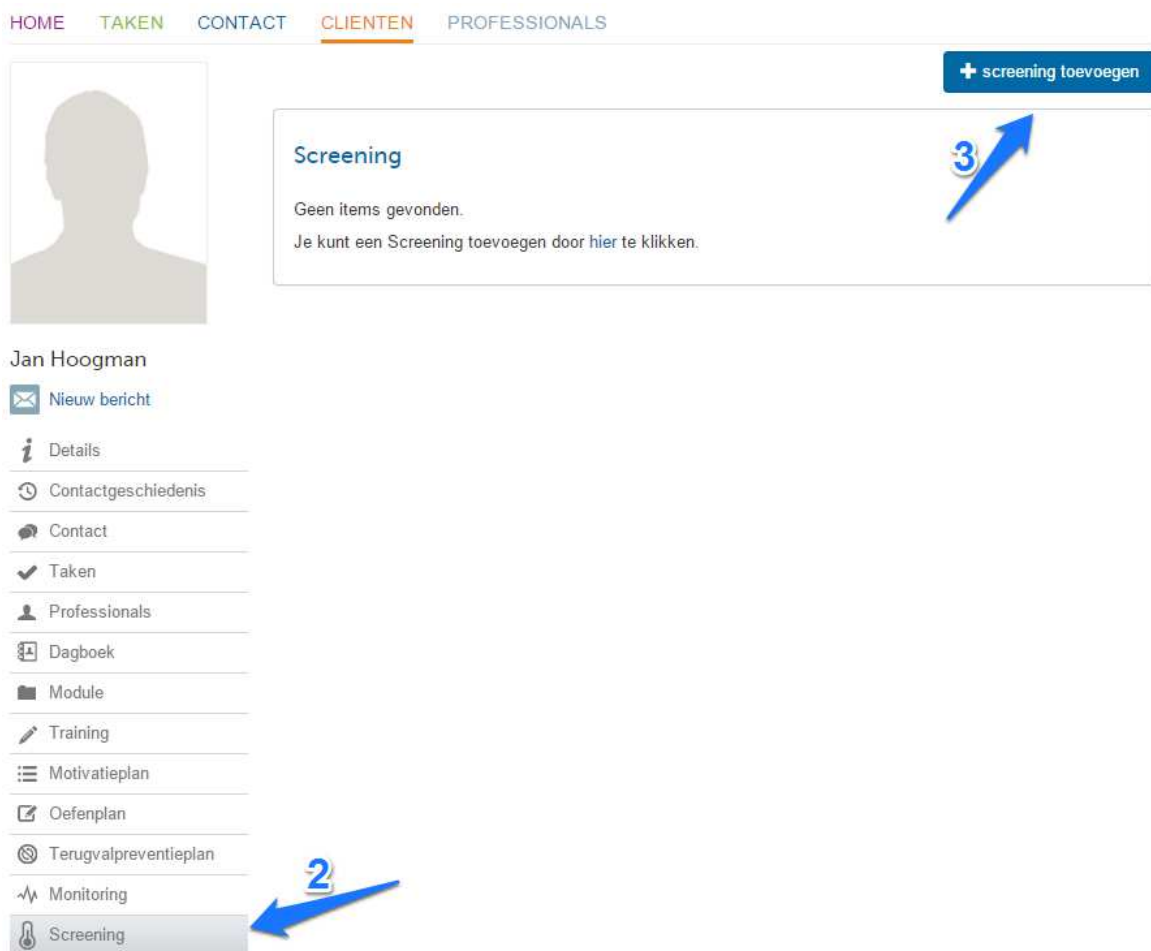 HOME TAKEN CONTACT CLIENTEN PROFESSIONALS
+ screening toevoegen
3
Screening
Geen items gevonden.
Je kunt een Screening toevoegen door hier te klikken.
Jan Hoogman
Nieuw bericht
Details
Contactgeschiedenis
Contact
Taken
Professionals
Dagboek
Module
Training
Motivatieplan
Oefenplan
Terugvalpreventieplan
2
Monitoring
Screening